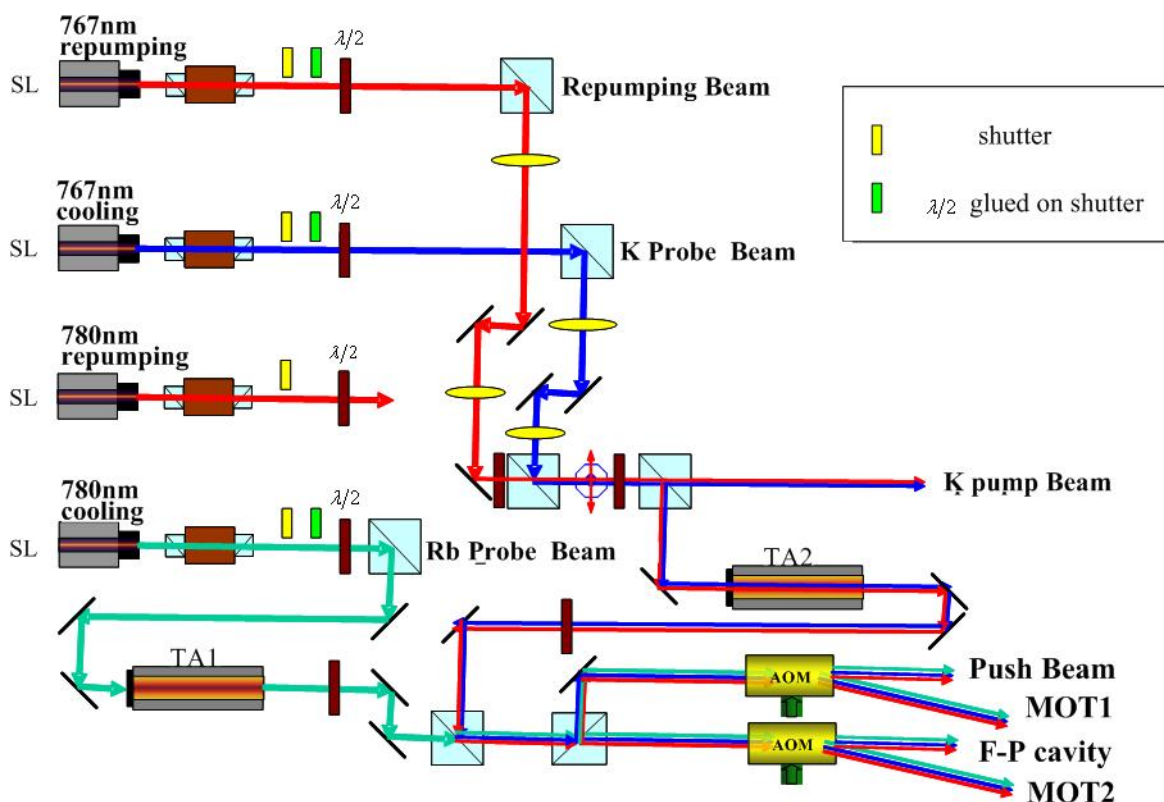 767nm
repumping
λ/2
SL
Repumping Beam
shutter
λ/2 glued on shutter
767nm
cooling
λ/2
SL
K Probe Beam
780nm
repumping
λ/2
SL
K pump Beam
780nm
cooling
λ/2
SL
Rb Probe Beam
TA2
TA1
AOM
Push Beam
MOT1
AOM
F-P cavity
MOT2